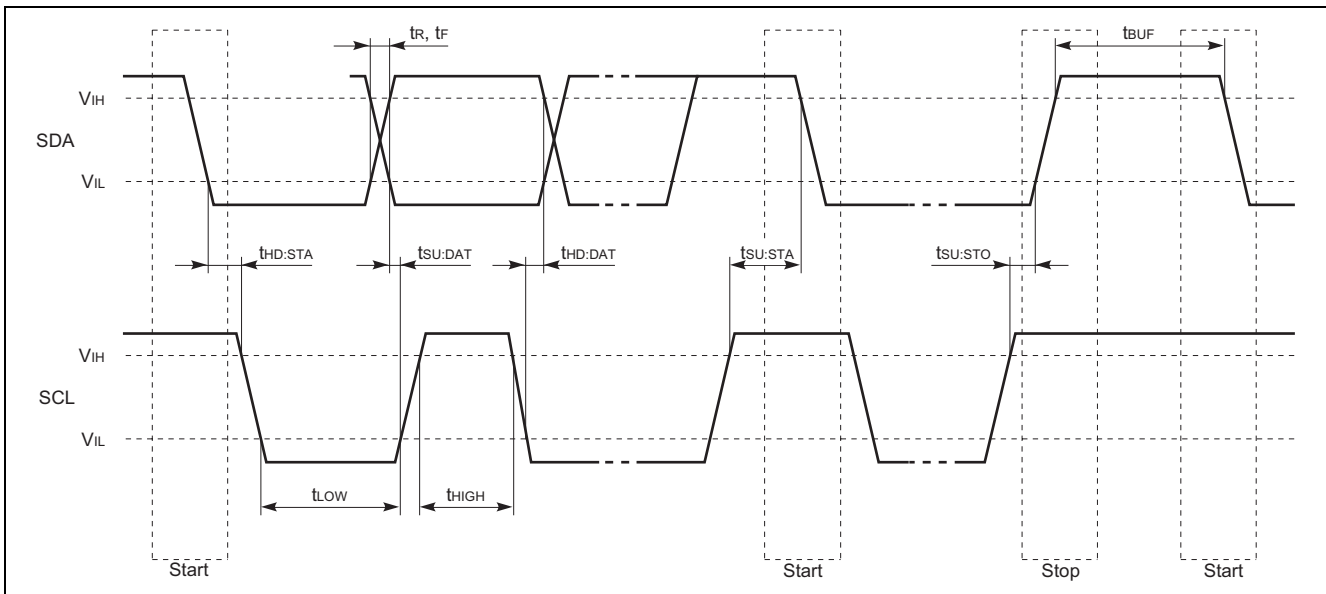 tR, tF
tBUF
VIH
SDA
VIL
tHD:STA
tSU:DAT
tHD:DAT
tSU:STA
tSU:STO
VIH
SCL
VIL
tLOW
tHIGH
Start
Start
Stop
Start